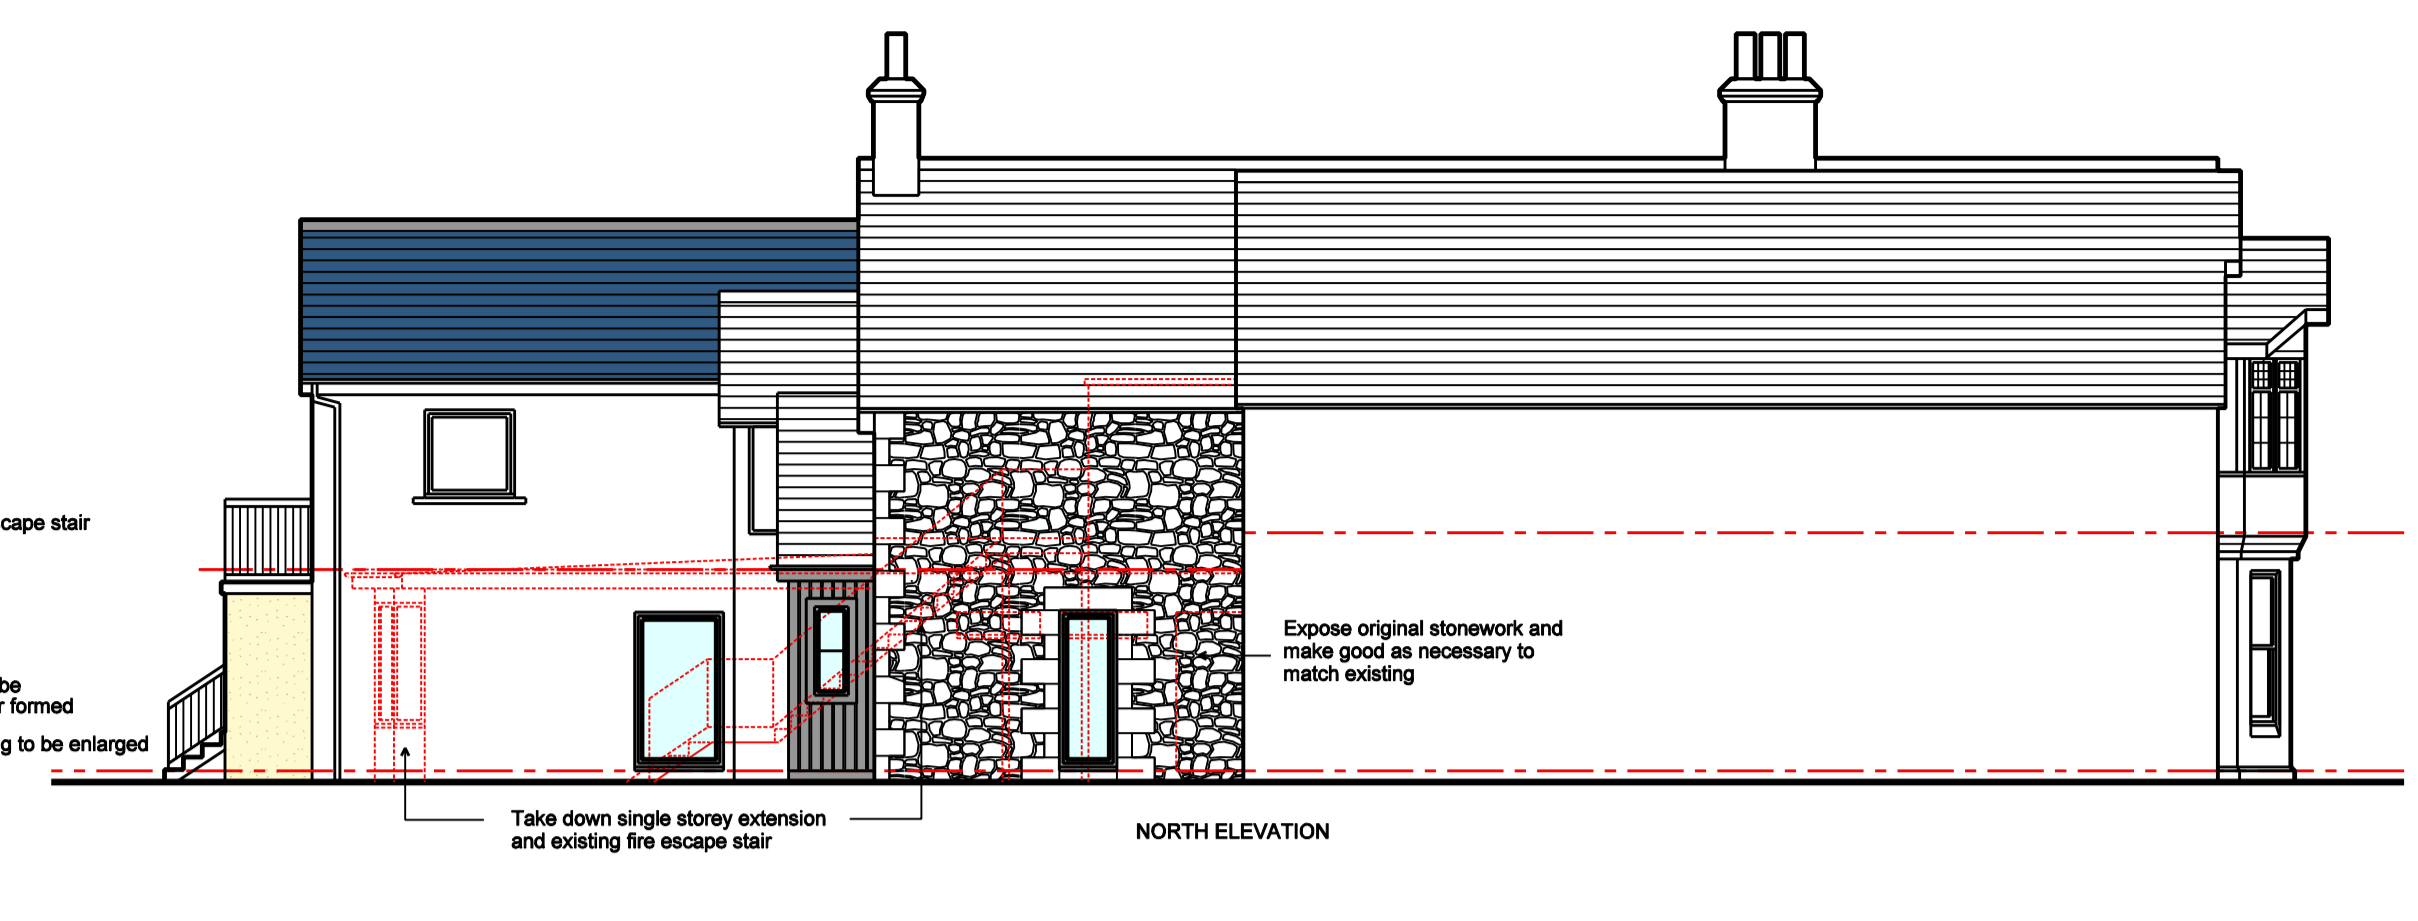 cape stair
be
r formed
g to be enlarged
Expose original stonework and
make good as necessary to
match existing
Take down single storey extension
and existing fire escape stair
NORTH ELEVATION